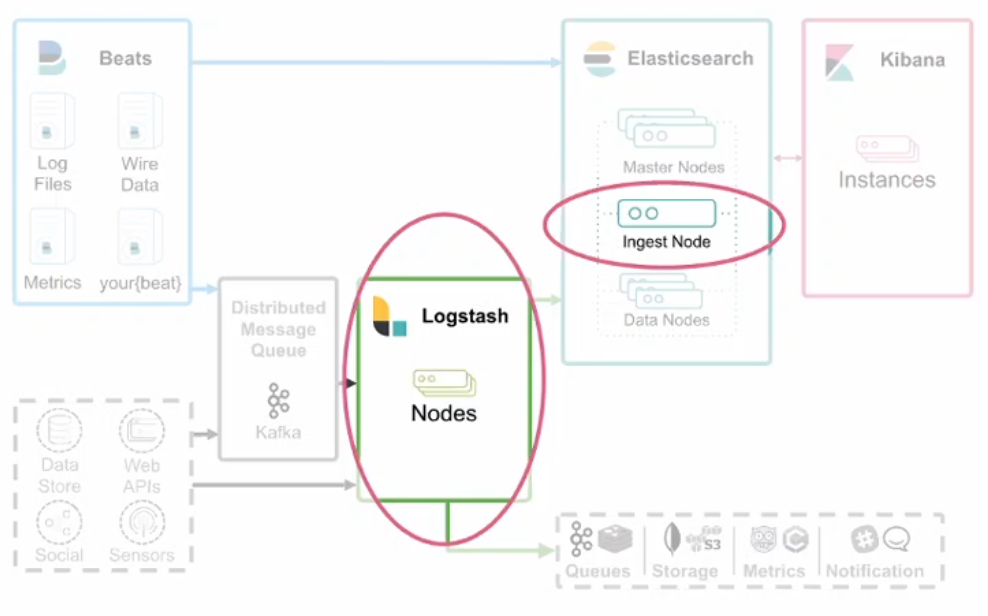 Beats
Log
Files
Wire
Data
Metrics
your{beat}
Distributed
Message
Queue
Kafka
Data
Store
Web
APIs
Social
Sensors
Logstash
Nodes
Elasticsearch
Master Nodes
Ingest Node
Data Nodes
Kibana
Instances
S3
Queues
Storage
Metrics
Notification